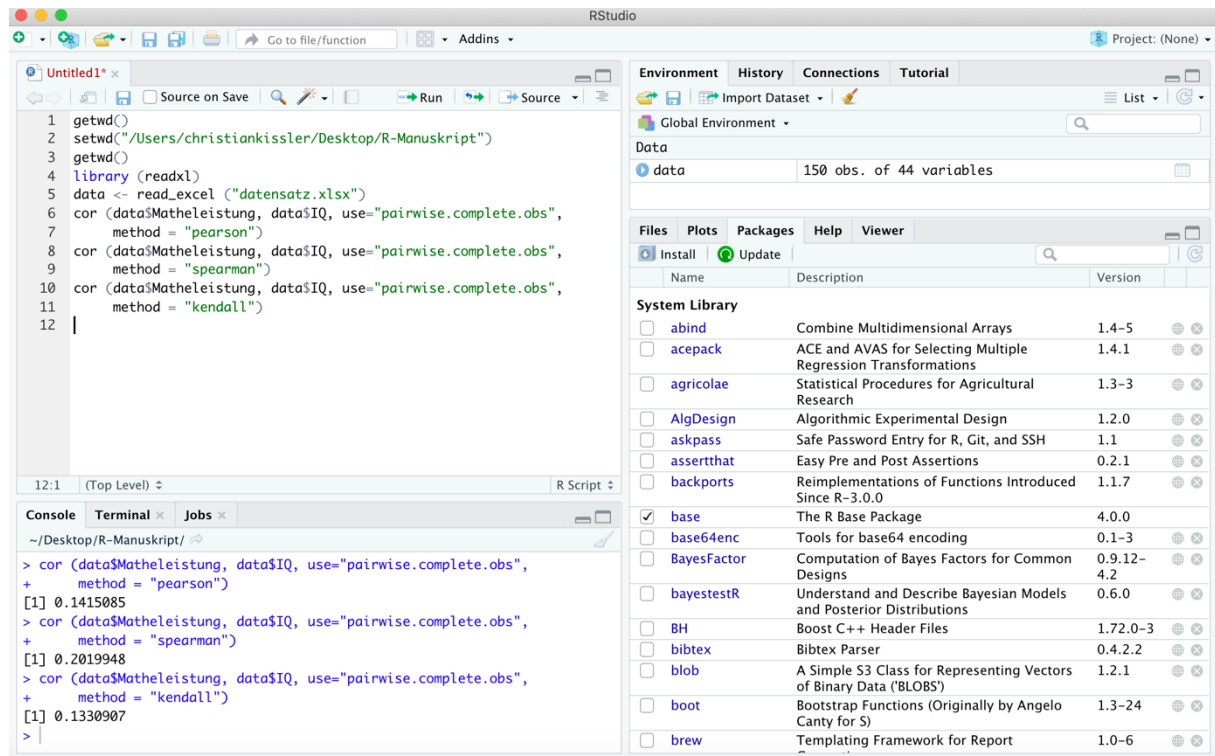 RStudio
Go to file/function
Addins
Project: (None)
Untitled1*
Source on Save
Run
Source
1 getwd()
2 setwd("/Users/christiankissler/Desktop/R-Manuskript")
3 getwd()
4 library (readxl)
5 data <- read_excel ("datensatz.xlsx")
6 cor (data$Matheleistung, data$IQ, use="pairwise.complete.obs",
7 method = "pearson")
8 cor (data$Matheleistung, data$IQ, use="pairwise.complete.obs",
9 method = "spearman")
10 cor (data$Matheleistung, data$IQ, use="pairwise.complete.obs",
11 method = "kendall")
12
12:1 (Top Level) R Script
Console Terminal Jobs
~/Desktop/R-Manuskript/
> cor (data$Matheleistung, data$IQ, use="pairwise.complete.obs",
+ method = "pearson")
[1] 0.1415085
> cor (data$Matheleistung, data$IQ, use="pairwise.complete.obs",
+ method = "spearman")
[1] 0.2019948
> cor (data$Matheleistung, data$IQ, use="pairwise.complete.obs",
+ method = "kendall")
[1] 0.1330907
>
Environment History Connections Tutorial
Import Dataset List
Global Environment
Data
data 150 obs. of 44 variables
Files Plots Packages Help Viewer
Install Update
Name Description Version
System Library
abind Combine Multidimensional Arrays 1.4-5
acepack ACE and AVAS for Selecting Multiple 1.4.1
Regression Transformations
agricolae Statistical Procedures for Agricultural 1.3-3
Research
AlgDesign Algorithmic Experimental Design 1.2.0
askpass Safe Password Entry for R, Git, and SSH 1.1
assertthat Easy Pre and Post Assertions 0.2.1
backports Reimplementations of Functions Introduced 1.1.7
Since R-3.0.0
base The R Base Package 4.0.0
base64enc Tools for base64 encoding 0.1-3
BayesFactor Computation of Bayes Factors for Common 0.9.12-
Designs 4.2
bayestestR Understand and Describe Bayesian Models 0.6.0
and Posterior Distributions
BH Boost C++ Header Files 1.72.0-3
bibtex Bibtex Parser 0.4.2.2
blob A Simple S3 Class for Representing Vectors 1.2.1
of Binary Data ('BLOBS')
boot Bootstrap Functions (Originally by Angelo 1.3-24
Canty for S)
brew Templating Framework for Report 1.0-6